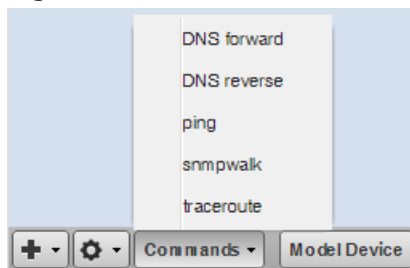 DNS forward
DNS reverse
ping
snmpwalk
traceroute
Commands Model Device